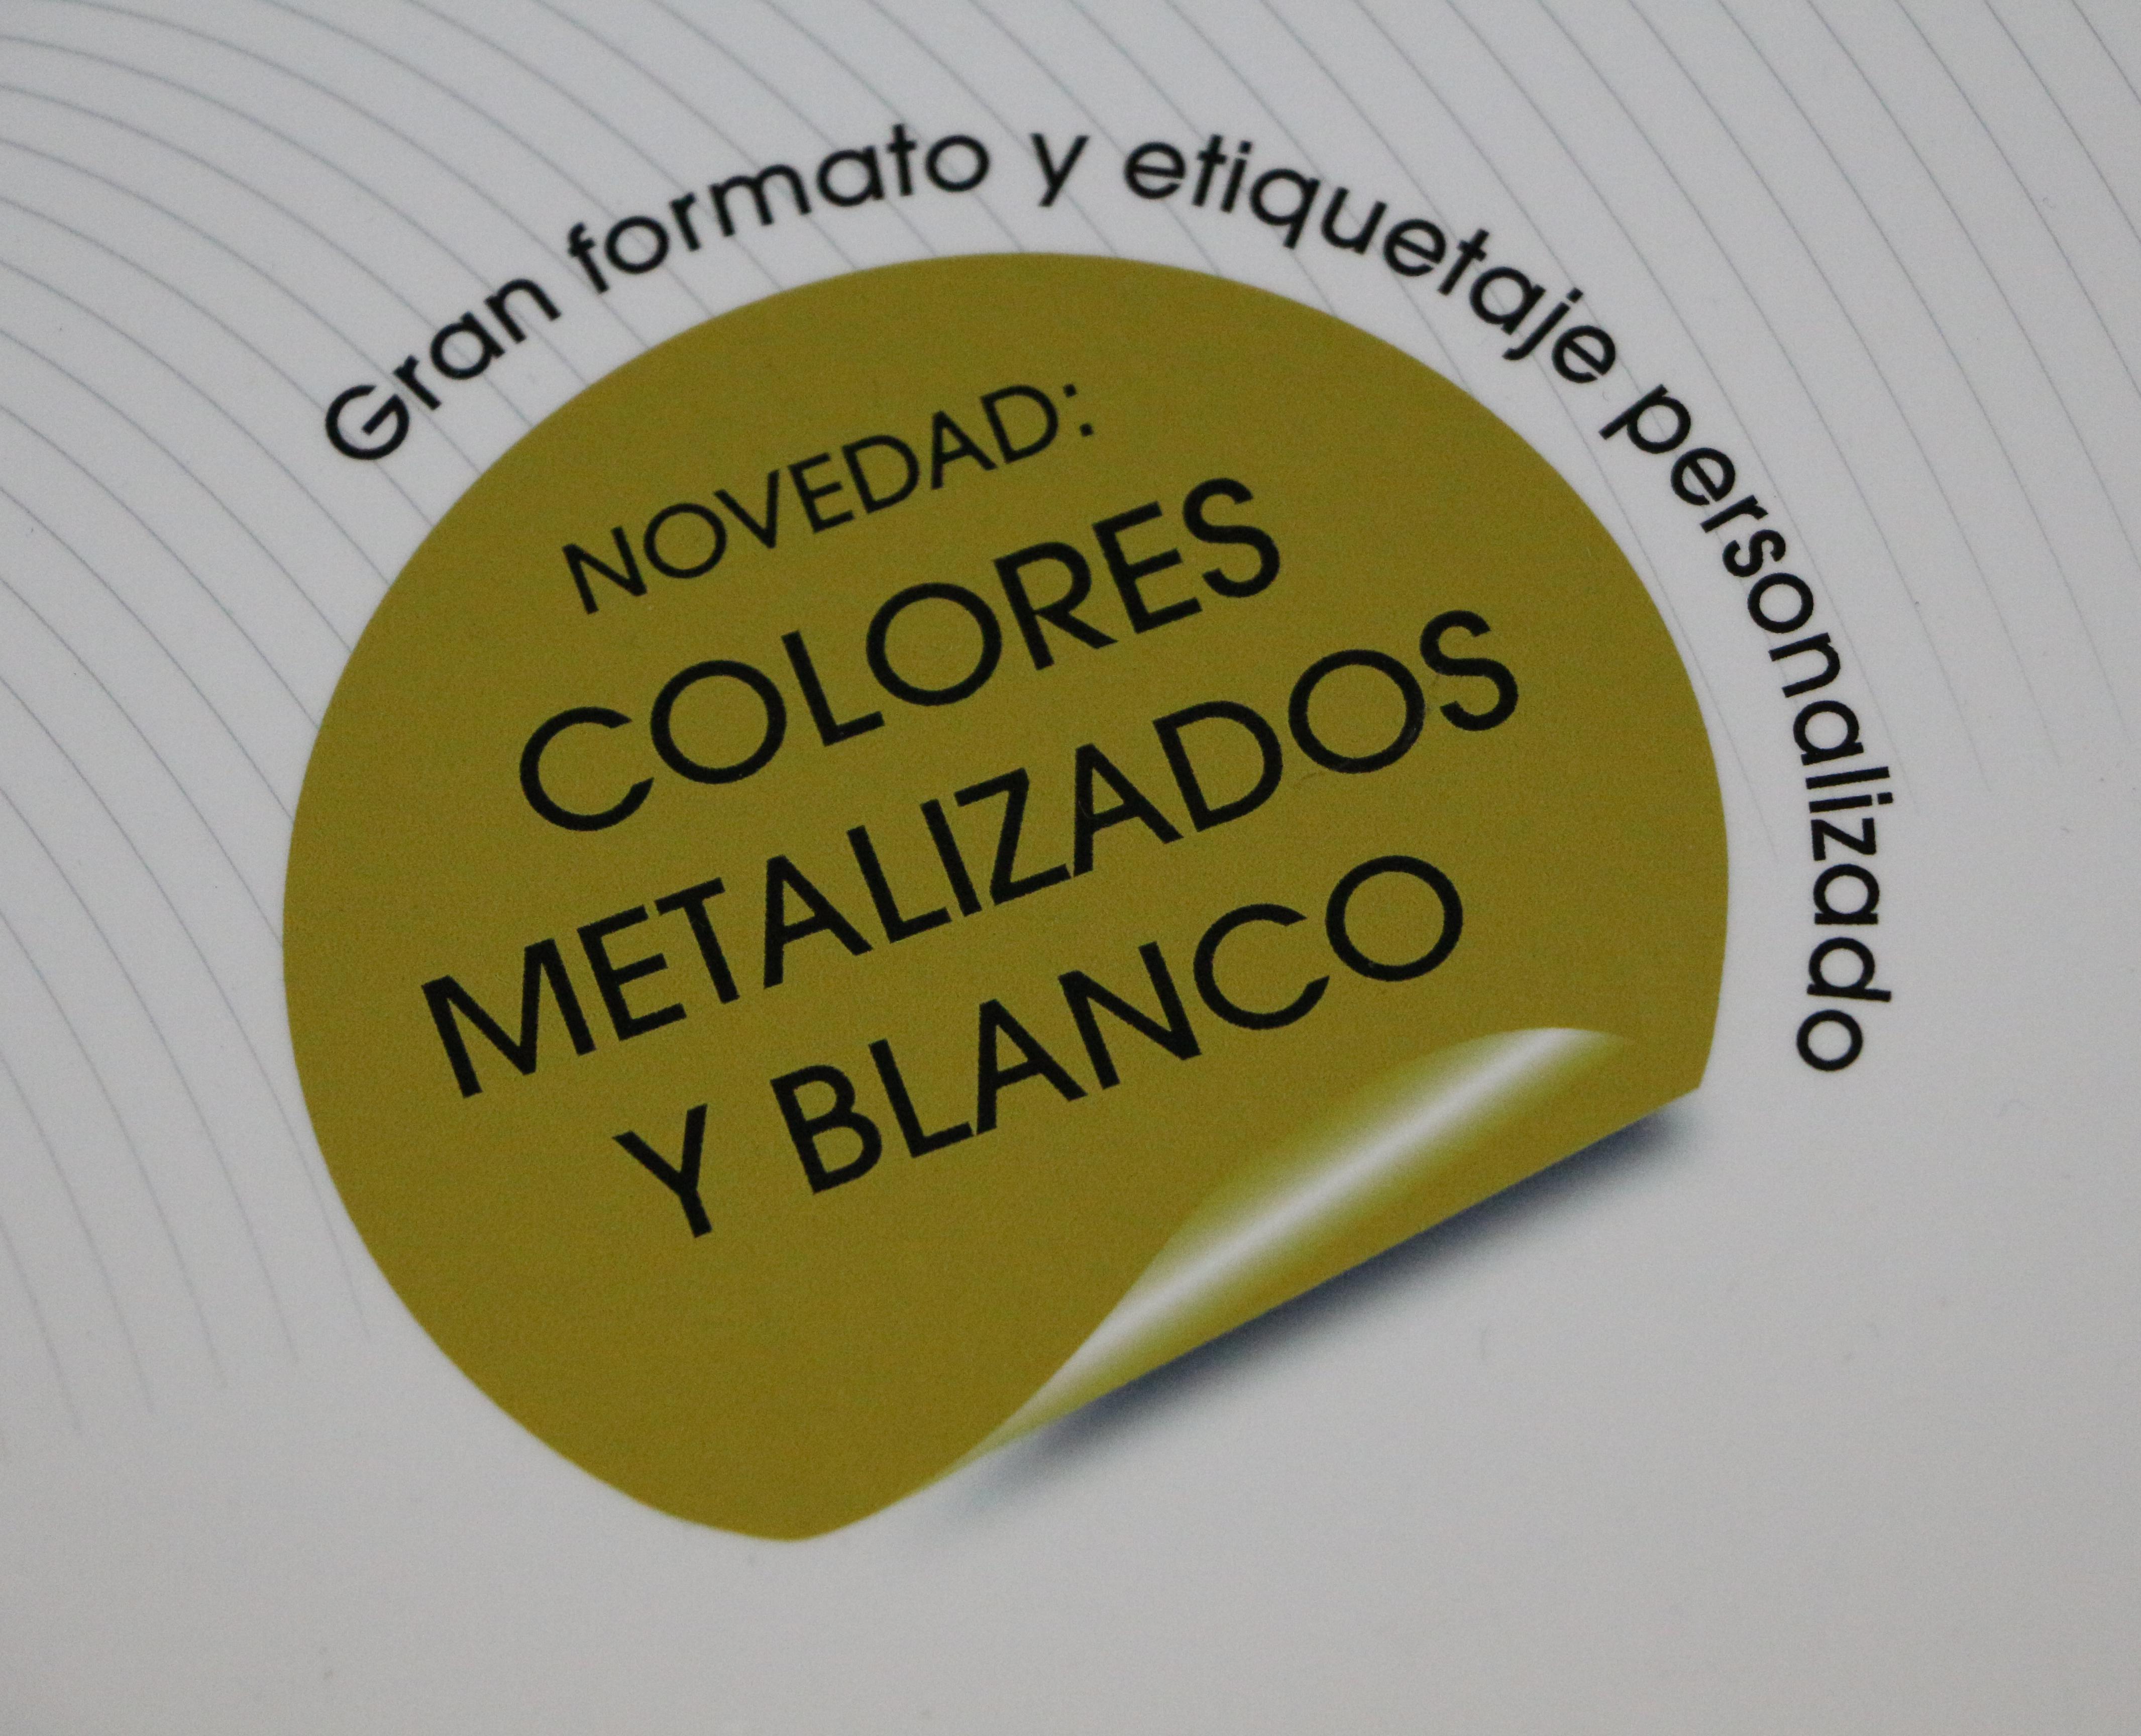 Gran formato y etiquetaje personalizado
NOVEDAD:
COLORES
METALIZADOS
Y BLANCO